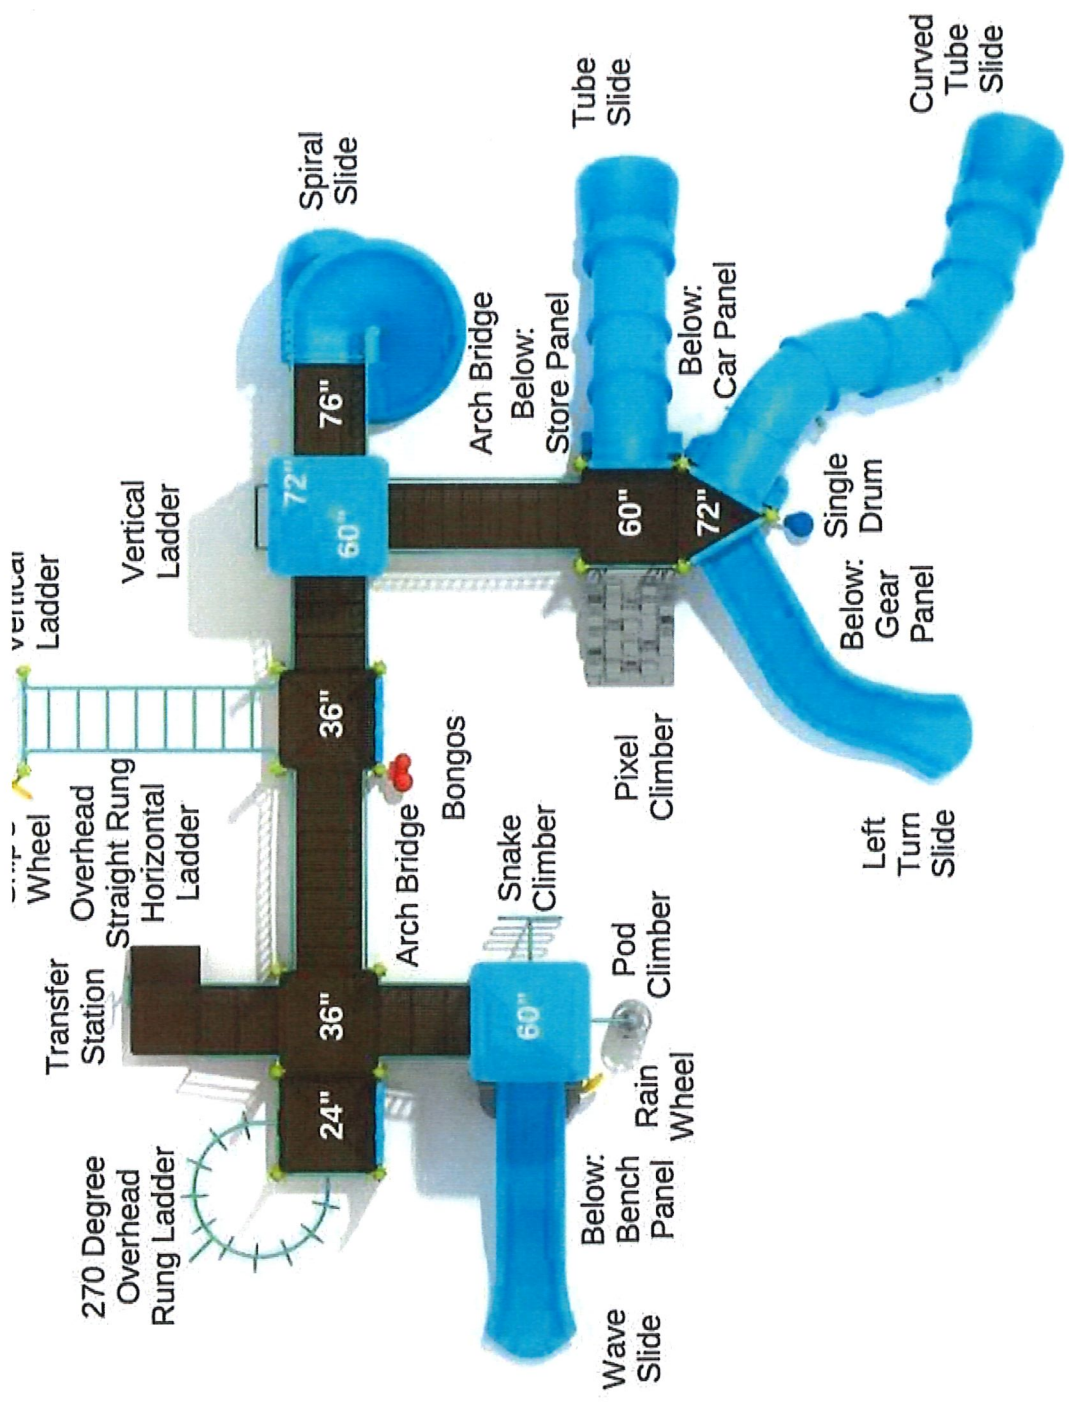 Wheel
Vertical
Ladder
Transfer
Station
Overhead
Straight Rung
Horizontal
Ladder
270 Degree
Overhead
Rung Ladder
Vertical
Ladder
Spiral
Slide
24"
36"
36"
72"
60"
76"
Arch Bridge
Bongos
Arch Bridge
Below:
Store Panel
Snake
Climber
60"
Wave
Slide
Below:
Bench
Panel
Rain
Wheel
Pod
Climber
Pixel
Climber
60"
72"
Tube
Slide
Below:
Car Panel
Single
Drum
Below:
Gear
Panel
Left
Turn
Slide
Curved
Tube
Slide